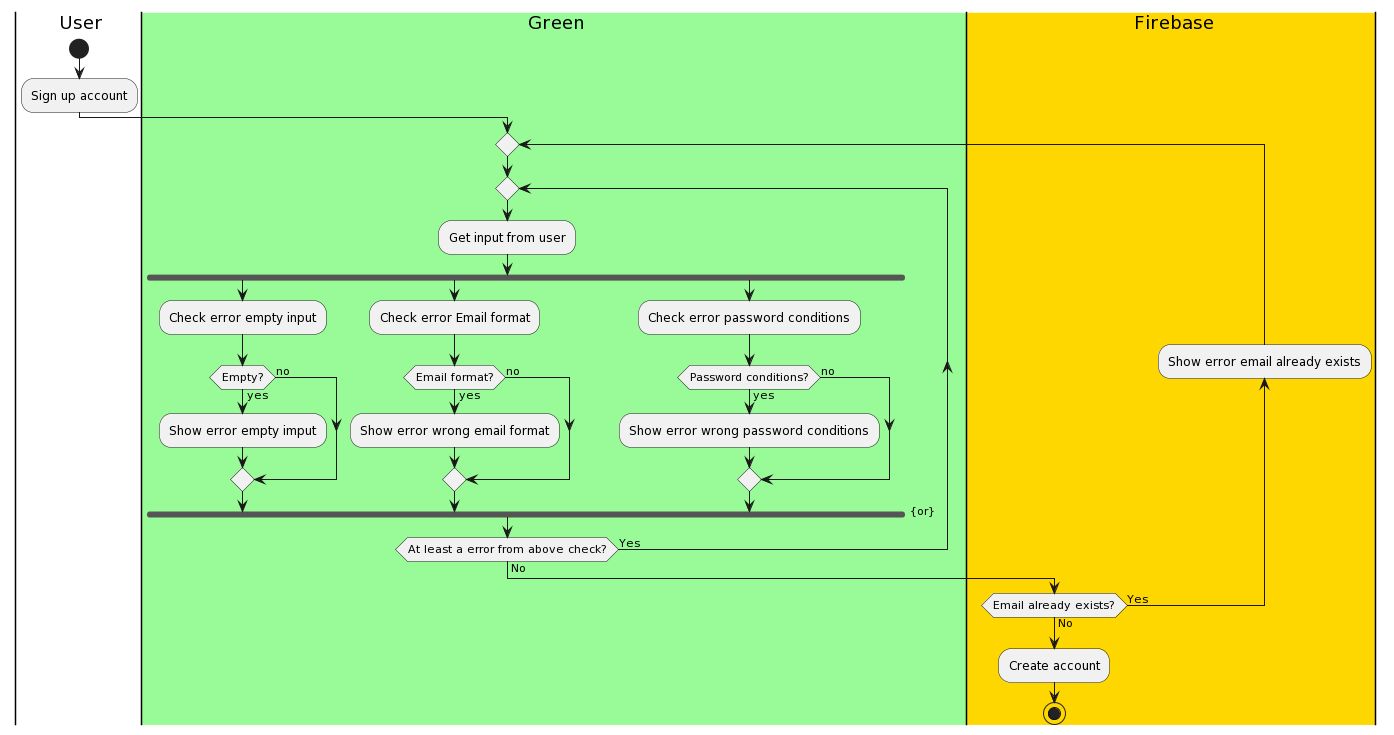 User
Green
Firebase
Sign up account
Get input from user
Check error empty input
Check error Email format
Check error password conditions
Show error email already exists
Empty?
no
Email format?
no
Password conditions?
no
yes
yes
yes
Show error empty imput
Show error wrong email format
Show error wrong password conditions
{or}
At least a error from above check?
Yes
No
Email already exists?
Yes
No
Create account